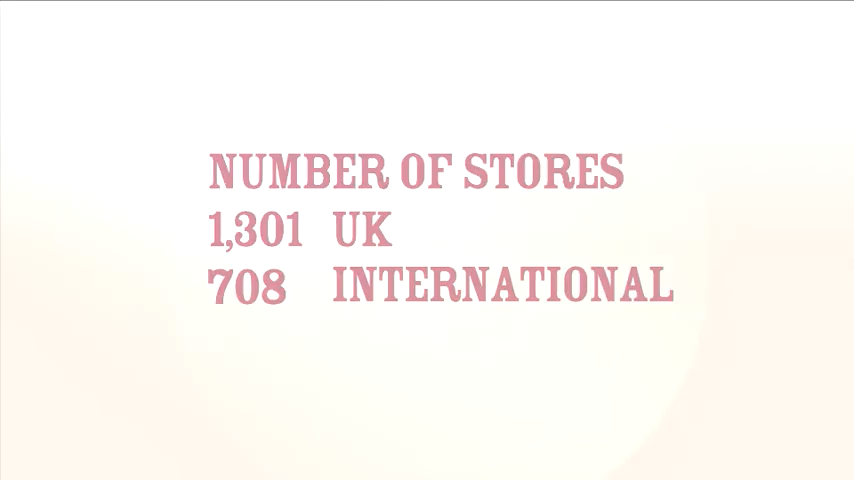 NUMBER OF STORES
1,301 UK
708 INTERNATIONAL